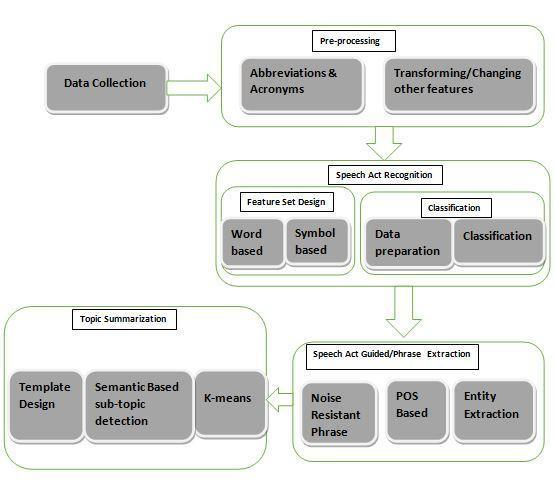 Pre-processing
Data Collection
Abbreviations &
Acronyms
Transforming/Changing
other features
Speech Act Recognition
Feature Set Design
Word
based
Symbol
based
Classification
Data
preparation
Classification
Topic Summarization
Template
Design
Semantic Based
sub-topic
detection
K-means
Speech Act Guided/Phrase Extraction
Noise
Resistant
Phrase
POS
Based
Entity
Extraction